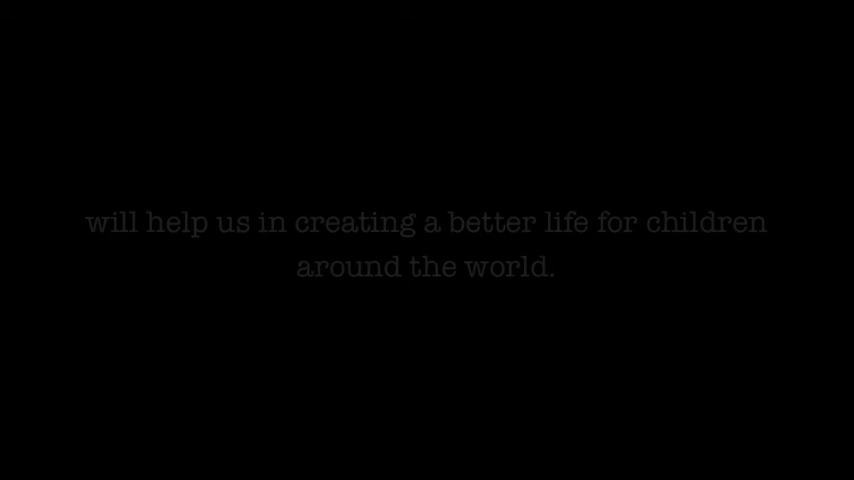 will help us in creating a better life for children
around the world.